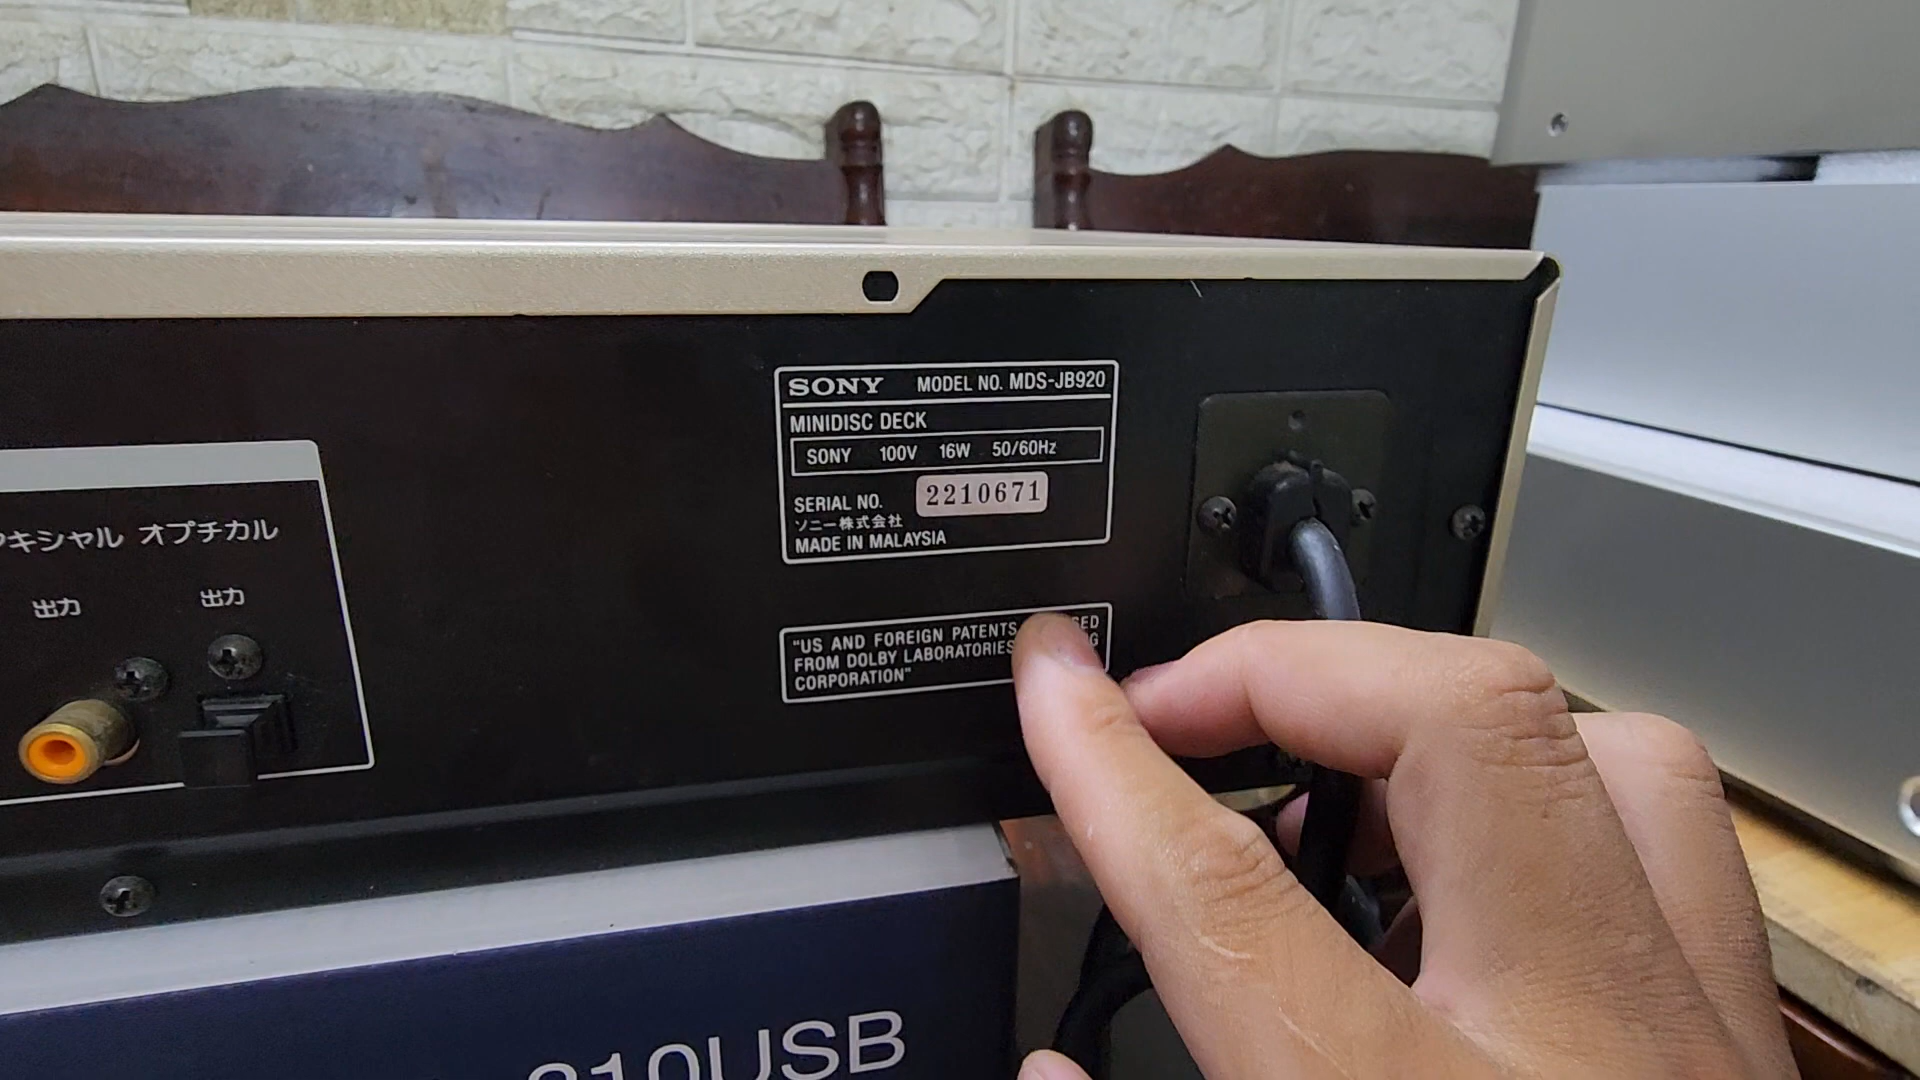 SONY MODEL NO. MDS-JB920
MINIDISC DECK
SONY 100V 16W 50/60Hz
SERIAL NO. 2210671
ソニー株式会社
MADE IN MALAYSIA
キシャル オプチカル
出力 出力
"US AND FOREIGN PATENTS
FROM DOLBY LABORATORIES
CORPORATION"
310USB